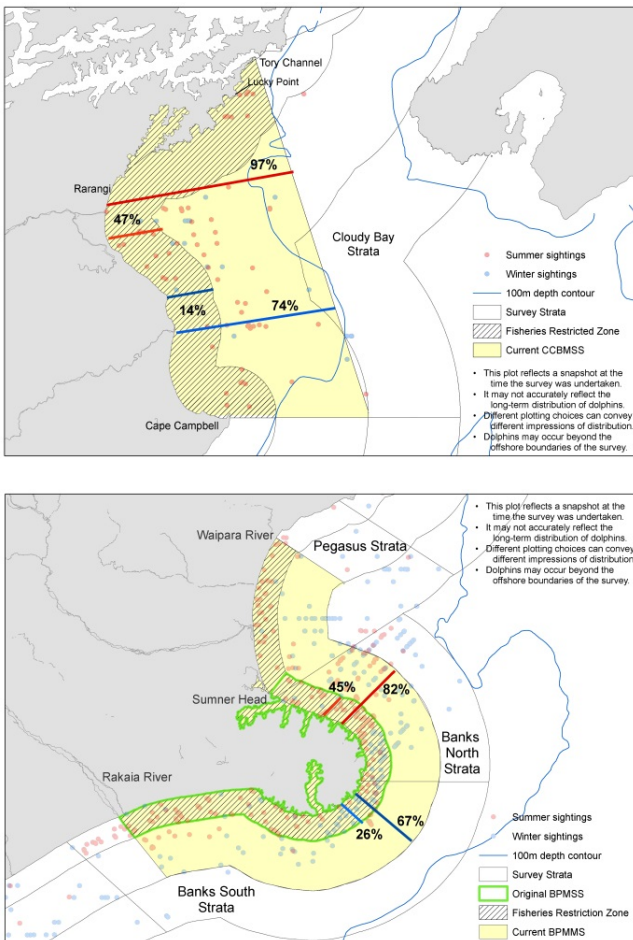 Tory Channel
Lucky Point
97%
Rarangi
47%
Cloudy Bay
Strata
Summer sightings
Winter sightings
14%
74%
100m depth contour
Survey Strata
Fisheries Restricted Zone
Current CCBMSS
• This plot reflects a snapshot at the
time the survey was undertaken.
• It may not accurately reflect the
long-term distribution of dolphins.
• Different plotting choices can convey
different impressions of distribution.
• Dolphins may occur beyond the
offshore boundaries of the survey.
Cape Campbell
• This plot reflects a snapshot at the
time the survey was undertaken.
• It may not accurately reflect the
long-term distribution of dolphins.
• Different plotting choices can convey
different impressions of distribution
• Dolphins may occur beyond the
offshore boundaries of the survey.
Waipara River
Pegasus Strata
45%
82%
Sumner Head
Banks
North
Strata
Rakaia River
67%
26%
Banks South
Strata
Summer sightings
Winter sightings
100m depth contour
Survey Strata
Original BPMSS
Fisheries Restriction Zone
Current BPMMS